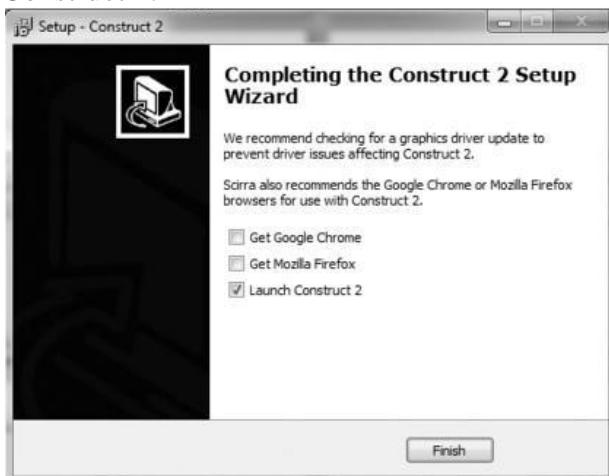 Setup - Construct 2
Completing the Construct 2 Setup
Wizard
We recommend checking for a graphics driver update to
prevent driver issues affecting Construct 2.
Scirra also recommends the Google Chrome or Mozilla Firefox
browsers for use with Construct 2.
Get Google Chrome
Get Mozilla Firefox
Launch Construct 2
Finish